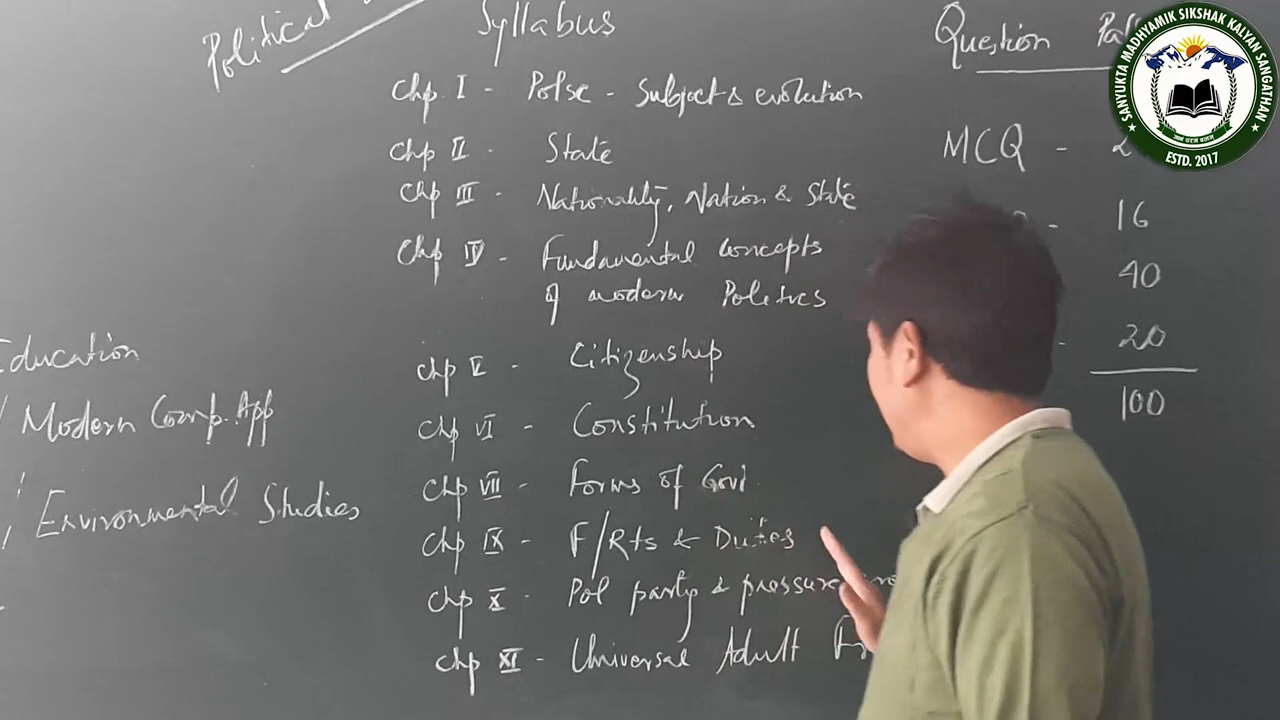 Political
Syllabus
Chp I - Polsc - Subject & evolution
Chp II - State
Chp III - Nationality, Nation & State
Chp IV - Fundamental concepts
of modern Politics
Chp V - Citizenship
Chp VI - Constitution
Chp VII - Forms of Govt
Chp IX - F/Rts & Duties
Chp X - Pol party & pressure
Chp XI - Universal Adult
Education
Modern Comp. App
Environmental Studies
Question
MCQ - 2
- 16
40
- 20
100
SANYUKTA MADHYAMIK SIKSHAK KALYAN SANGATHAN
ESTD. 2017